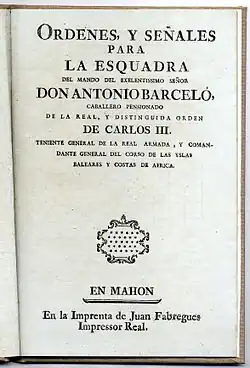 ORDENES, Y SEÑALES
PARA
LA ESQUADRA
DEL MANDO DEL EXELENTISSIMO SEÑOR
DON ANTONIO BARCELÓ,
CABALLERO PENSIONADO
DE LA REAL, Y DISTINGUIDA ORDEN
DE CARLOS III.
TENIENTE GENERAL DE LA REAL ARMADA, Y COMAN-
DANTE GENERAL DEL CORSO DE LAS YSLAS
BALEARES Y COSTAS DE AFRICA.
EN MAHON
En la Imprenta de Juan Fabregues
Impressor Real.